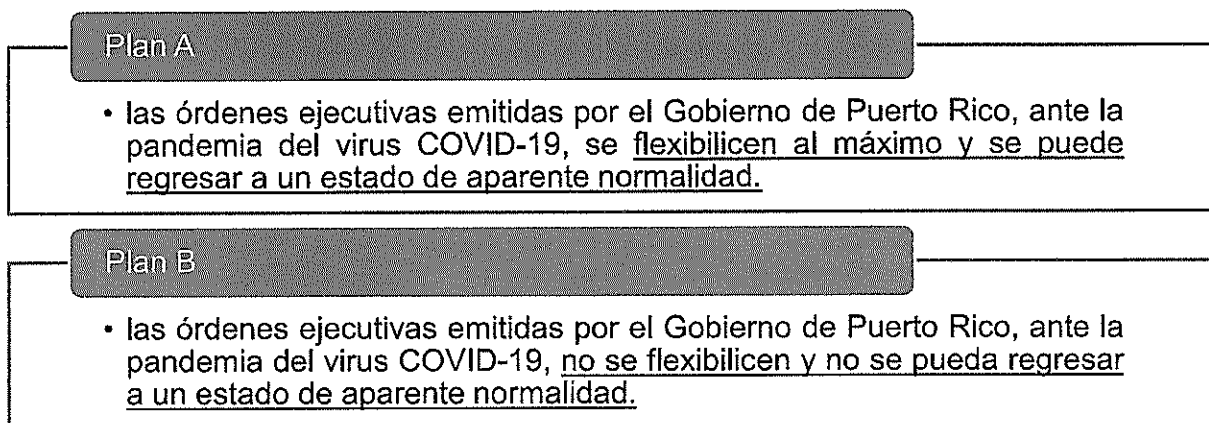 Plan A
• las órdenes ejecutivas emitidas por el Gobierno de Puerto Rico, ante la
pandemia del virus COVID-19, se flexibilicen al máximo y se puede
regresar a un estado de aparente normalidad.
Plan B
• las órdenes ejecutivas emitidas por el Gobierno de Puerto Rico, ante la
pandemia del virus COVID-19, no se flexibilicen y no se pueda regresar
a un estado de aparente normalidad.